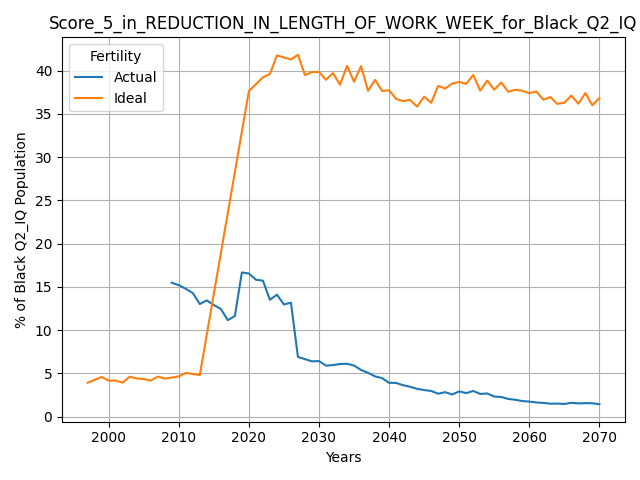 Score_5_in_REDUCTION_IN_LENGTH_OF_WORK_WEEK_for_Black_Q2_IQ
Fertility
Actual
Ideal
% of Black Q2_IQ Population
40
35
30
25
20
15
10
5
0
2000 2010 2020 2030 2040 2050 2060 2070
Years